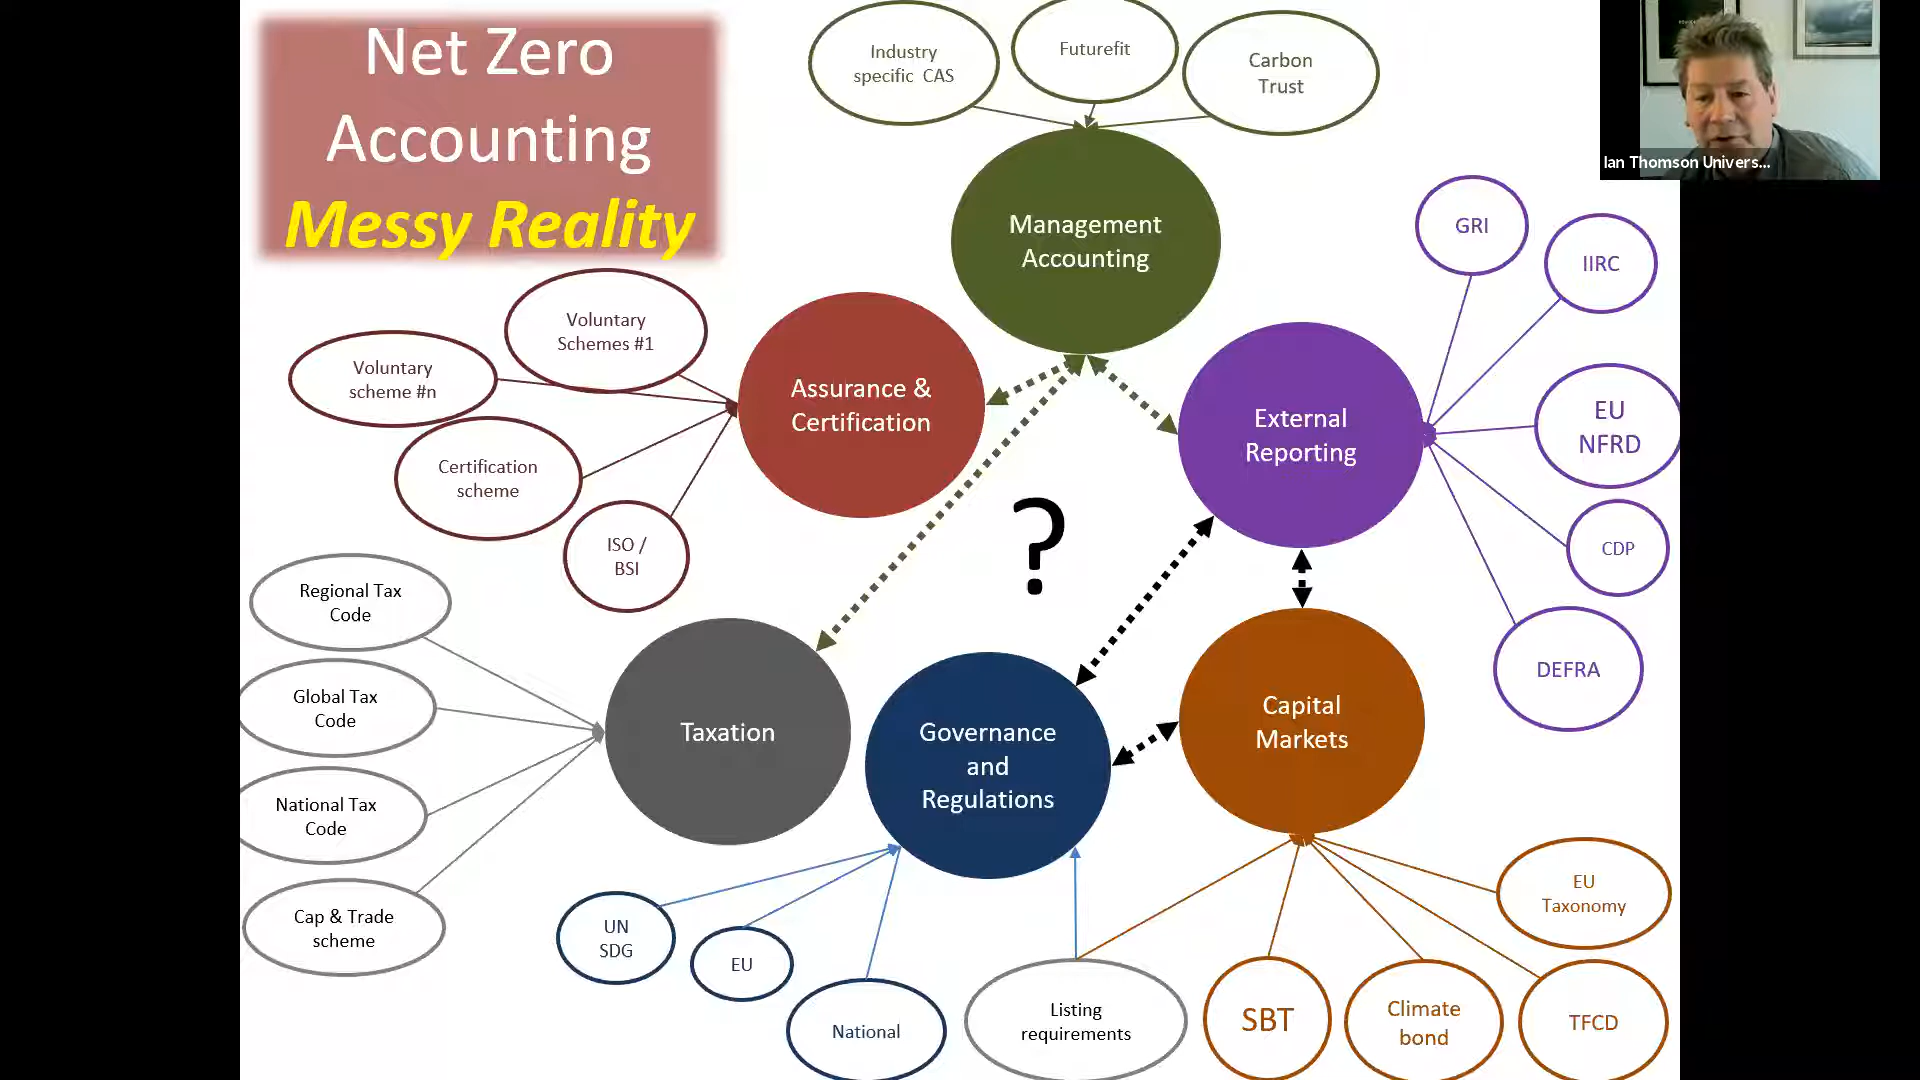 Net Zero
Accounting
Messy Reality
Industry
specific CAS
Futurefit
Carbon
Trust
Ian Thomson Univers...
Management
Accounting
GRI
IIRC
Voluntary
Schemes #1
Voluntary
scheme #n
Assurance &
Certification
External
Reporting
EU
NFRD
Certification
scheme
ISO /
BSI
?
CDP
Regional Tax
Code
DEFRA
Global Tax
Code
Taxation
Governance
and
Regulations
Capital
Markets
National Tax
Code
Cap & Trade
scheme
UN
SDG
EU
National
Listing
requirements
SBT
Climate
bond
EU
Taxonomy
TFCD